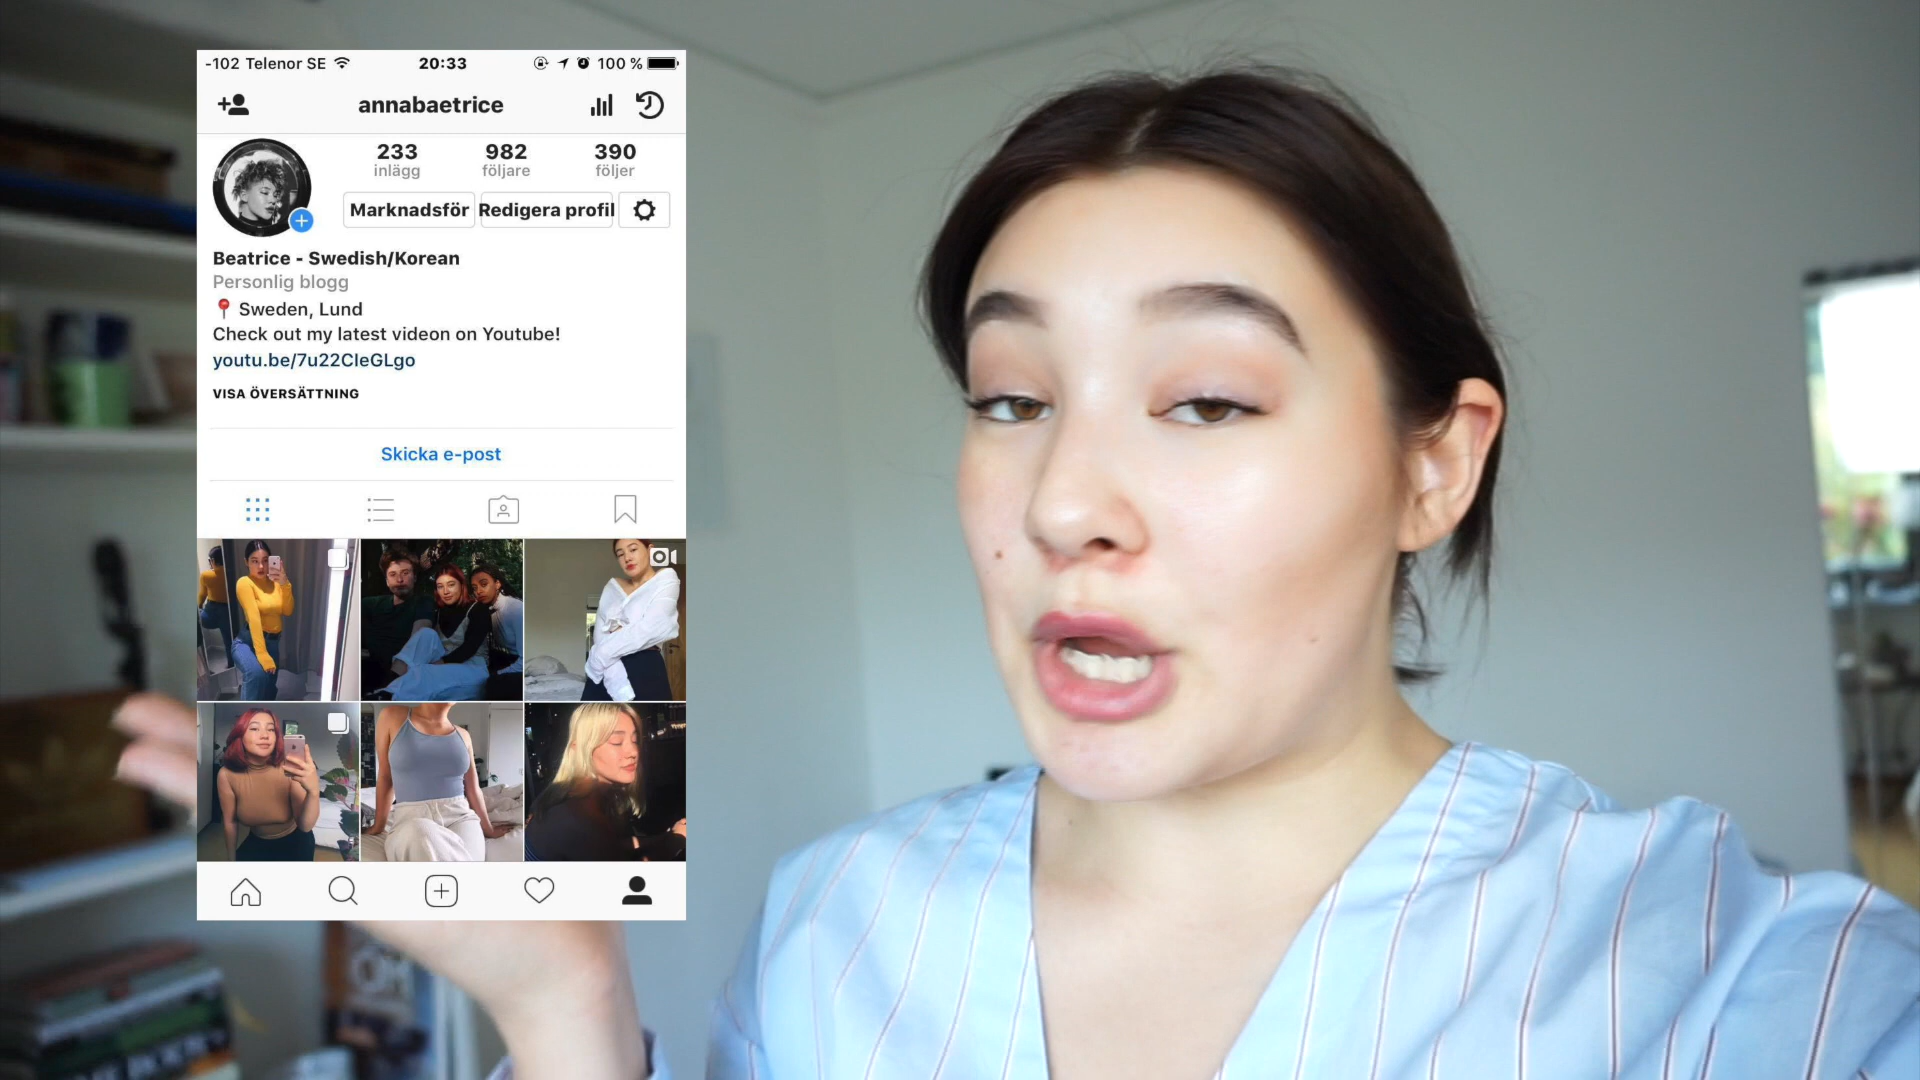 -102 Telenor SE 20:33 100 %
annabaetrice
233 982 390
inlägg följare följer
Marknadsför Redigera profil
Beatrice - Swedish/Korean
Personlig blogg
📍 Sweden, Lund
Check out my latest videon on Youtube!
youtu.be/7u22CleGLgo
VISA ÖVERSÄTTNING
Skicka e-post
OM